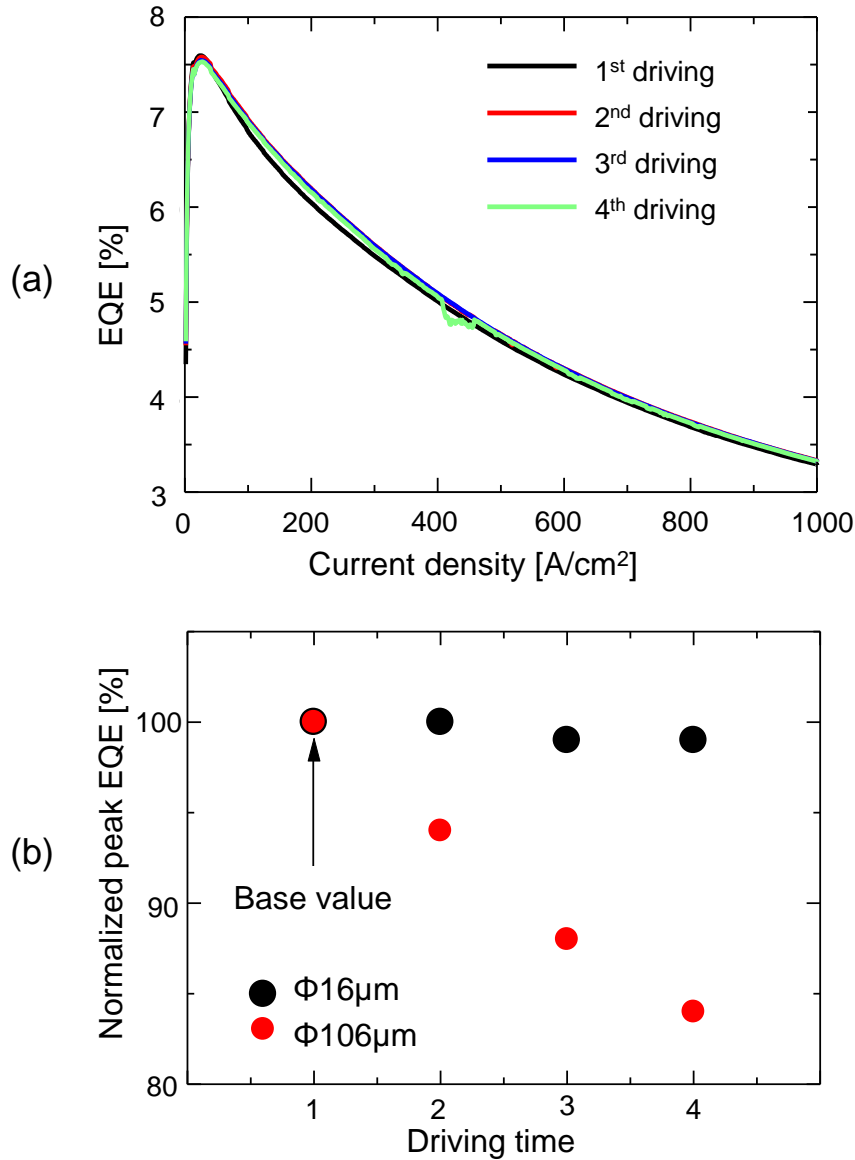 (a)
EQE [%]
8
7
6
5
4
3
1st driving
2nd driving
3rd driving
4th driving
0 200 400 600 800 1000
Current density [A/cm²]
(b)
Normalized peak EQE [%]
100
90
80
Base value
Φ16μm
Φ106μm
1 2 3 4
Driving time